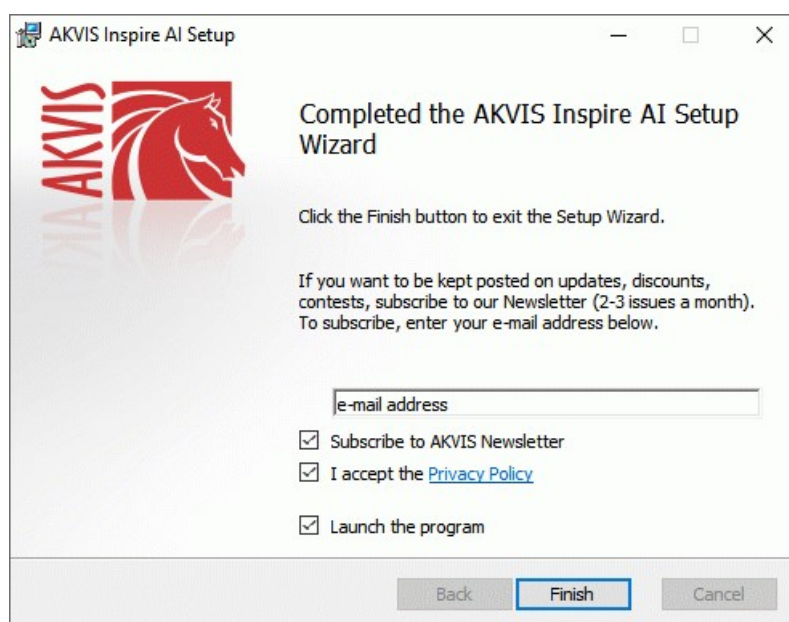 AKVIS Inspire AI Setup
AKVIS
Completed the AKVIS Inspire AI Setup
Wizard
Click the Finish button to exit the Setup Wizard.
If you want to be kept posted on updates, discounts,
contests, subscribe to our Newsletter (2-3 issues a month).
To subscribe, enter your e-mail address below.
e-mail address
Subscribe to AKVIS Newsletter
I accept the Privacy Policy
Launch the program
Back Finish Cancel